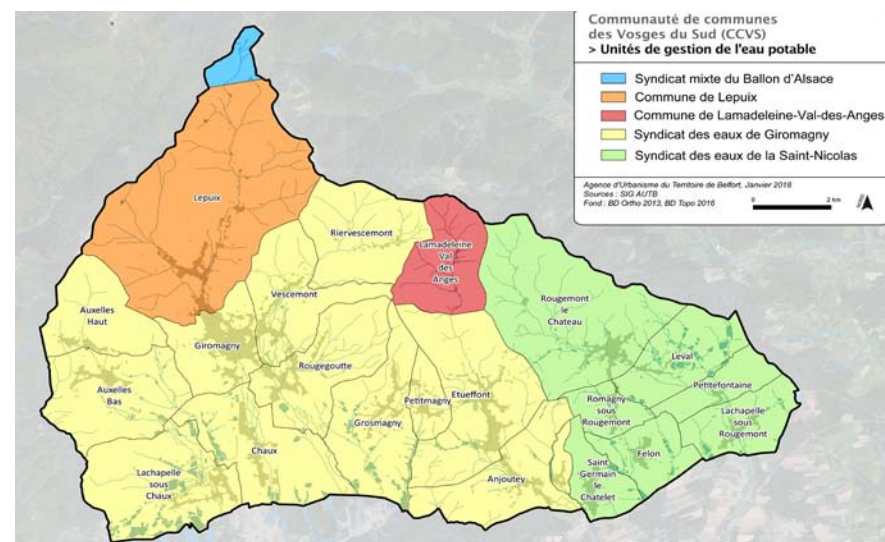 Communauté de communes
des Vosges du Sud (CCVS)
> Unités de gestion de l'eau potable
Syndicat mixte du Ballon d'Alsace
Commune de Lepuix
Commune de Lamadeleine-Val-des-Anges
Syndicat des eaux de Giromagny
Syndicat des eaux de la Saint-Nicolas
Agence d'Urbanisme du Territoire de Belfort, Janvier 2018
Sources : SIG AUTB
Fond : BD Ortho 2013, BD Topo 2016
0
2 km
Lepuix
Riervescemont
Lamadeleine
Val
des
Anges
Vescemont
Auxelles
Haut
Rougemont
le
Chateau
Giromagny
Leval
Rougegoutte
Auxelles
Bas
Petitmagny
Etueffont
Petitefontaine
Romagny
sous
Rougemont
Lachapelle
sous
Rougemont
Grosmagny
Chaux
Felon
Lachapelle
sous
Chaux
Saint
Germain
le
Chatelet
Anjoutey